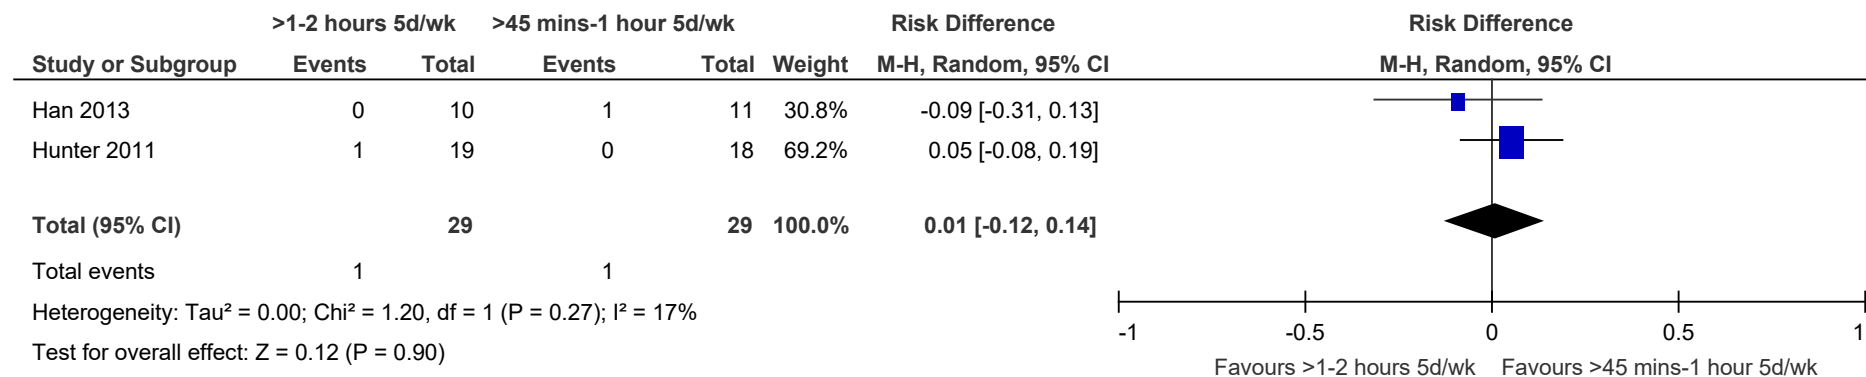 >1-2 hours 5d/wk >45 mins-1 hour 5d/wk Risk Difference Risk Difference
Study or Subgroup Events Total Events Total Weight M-H, Random, 95% CI M-H, Random, 95% CI
Han 2013 0 10 1 11 30.8% -0.09 [-0.31, 0.13]
Hunter 2011 1 19 0 18 69.2% 0.05 [-0.08, 0.19]
Total (95% CI) 29 29 100.0% 0.01 [-0.12, 0.14]
Total events 1 1
Heterogeneity: Tau² = 0.00; Chi² = 1.20, df = 1 (P = 0.27); I² = 17%
Test for overall effect: Z = 0.12 (P = 0.90)
-1 -0.5 0 0.5 1
Favours >1-2 hours 5d/wk Favours >45 mins-1 hour 5d/wk